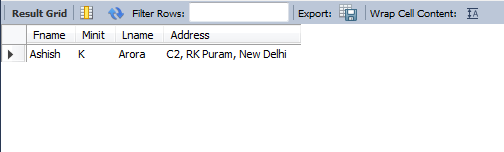 Result Grid Filter Rows: Export: Wrap Cell Content:
Fname Minit Lname Address
Ashish K Arora C2, RK Puram, New Delhi